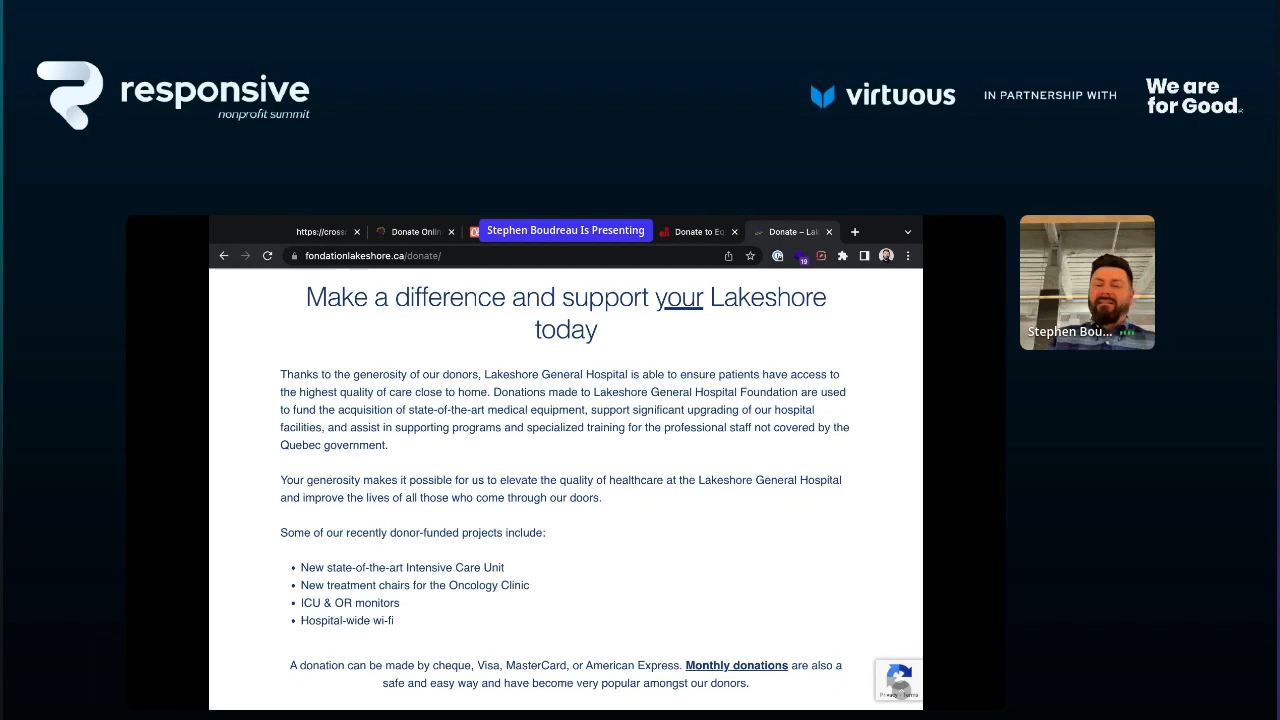 responsive
nonprofit summit
virtuous
IN PARTNERSHIP WITH
We are
for Good.
https://cross
Donate Onlin
Stephen Boudreau Is Presenting
Donate to Eq
Donate – Lak
fondationlakeshore.ca/donate/
19
Make a difference and support your Lakeshore
today
Thanks to the generosity of our donors, Lakeshore General Hospital is able to ensure patients have access to
the highest quality of care close to home. Donations made to Lakeshore General Hospital Foundation are used
to fund the acquisition of state-of-the-art medical equipment, support significant upgrading of our hospital
facilities, and assist in supporting programs and specialized training for the professional staff not covered by the
Quebec government.
Your generosity makes it possible for us to elevate the quality of healthcare at the Lakeshore General Hospital
and improve the lives of all those who come through our doors.
Some of our recently donor-funded projects include:
• New state-of-the-art Intensive Care Unit
• New treatment chairs for the Oncology Clinic
• ICU & OR monitors
• Hospital-wide wi-fi
A donation can be made by cheque, Visa, MasterCard, or American Express. Monthly donations are also a
safe and easy way and have become very popular amongst our donors.
Privacy - Terms
Stephen Bou...